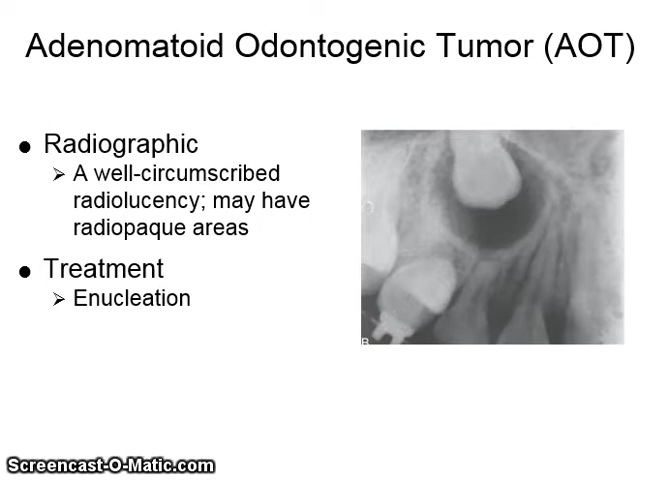 Adenomatoid Odontogenic Tumor (AOT)
● Radiographic
➢ A well-circumscribed
radiolucency; may have
radiopaque areas
● Treatment
➢ Enucleation
B
Screencast-O-Matic.com